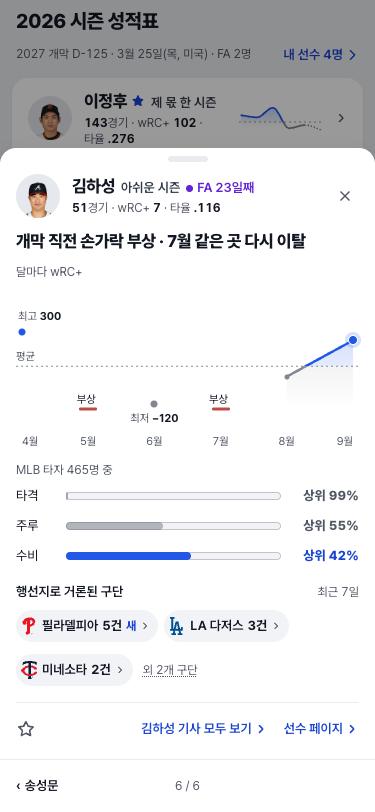 2026 시즌 성적표
2027 개막 D-125 · 3월 25일(목, 미국) · FA 2명
내 선수 4명
이정후 제 몫 한 시즌
143경기 · wRC+ 102 ·
타율 .276
김하성 아쉬운 시즌 FA 23일째
51경기 · wRC+ 7 · 타율 .116
개막 직전 손가락 부상 · 7월 같은 곳 다시 이탈
달마다 wRC+
최고 300
평균
부상
부상
최저 −120
4월 5월 6월 7월 8월 9월
MLB 타자 465명 중
타격 상위 99%
주루 상위 55%
수비 상위 42%
행선지로 거론된 구단 최근 7일
필라델피아 5건 새
LA 다저스 3건
미네소타 2건
외 2개 구단
김하성 기사 모두 보기
선수 페이지
‹ 송성문
6 / 6